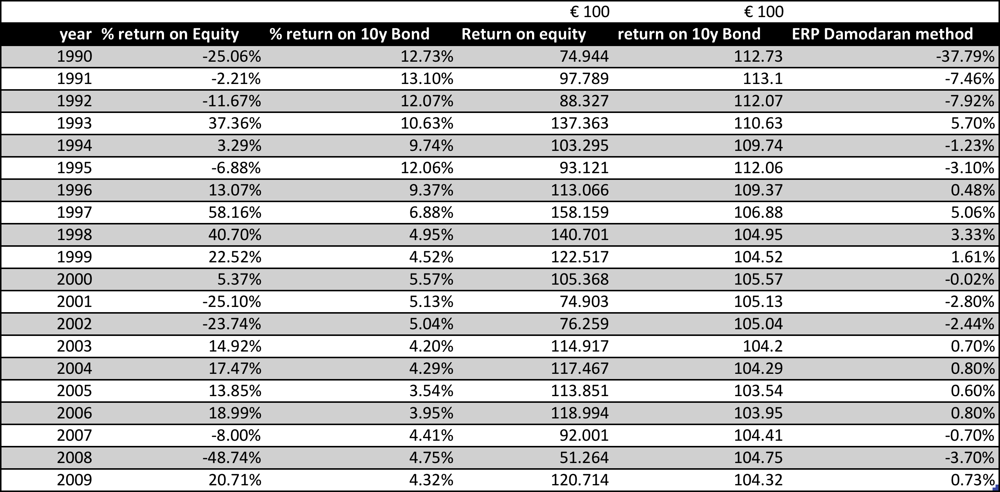 € 100 € 100
year % return on Equity % return on 10y Bond Return on equity return on 10y Bond ERP Damodaran method
1990 -25.06% 12.73% 74.944 112.73 -37.79%
1991 -2.21% 13.10% 97.789 113.1 -7.46%
1992 -11.67% 12.07% 88.327 112.07 -7.92%
1993 37.36% 10.63% 137.363 110.63 5.70%
1994 3.29% 9.74% 103.295 109.74 -1.23%
1995 -6.88% 12.06% 93.121 112.06 -3.10%
1996 13.07% 9.37% 113.066 109.37 0.48%
1997 58.16% 6.88% 158.159 106.88 5.06%
1998 40.70% 4.95% 140.701 104.95 3.33%
1999 22.52% 4.52% 122.517 104.52 1.61%
2000 5.37% 5.57% 105.368 105.57 -0.02%
2001 -25.10% 5.13% 74.903 105.13 -2.80%
2002 -23.74% 5.04% 76.259 105.04 -2.44%
2003 14.92% 4.20% 114.917 104.2 0.70%
2004 17.47% 4.29% 117.467 104.29 0.80%
2005 13.85% 3.54% 113.851 103.54 0.60%
2006 18.99% 3.95% 118.994 103.95 0.80%
2007 -8.00% 4.41% 92.001 104.41 -0.70%
2008 -48.74% 4.75% 51.264 104.75 -3.70%
2009 20.71% 4.32% 120.714 104.32 0.73%